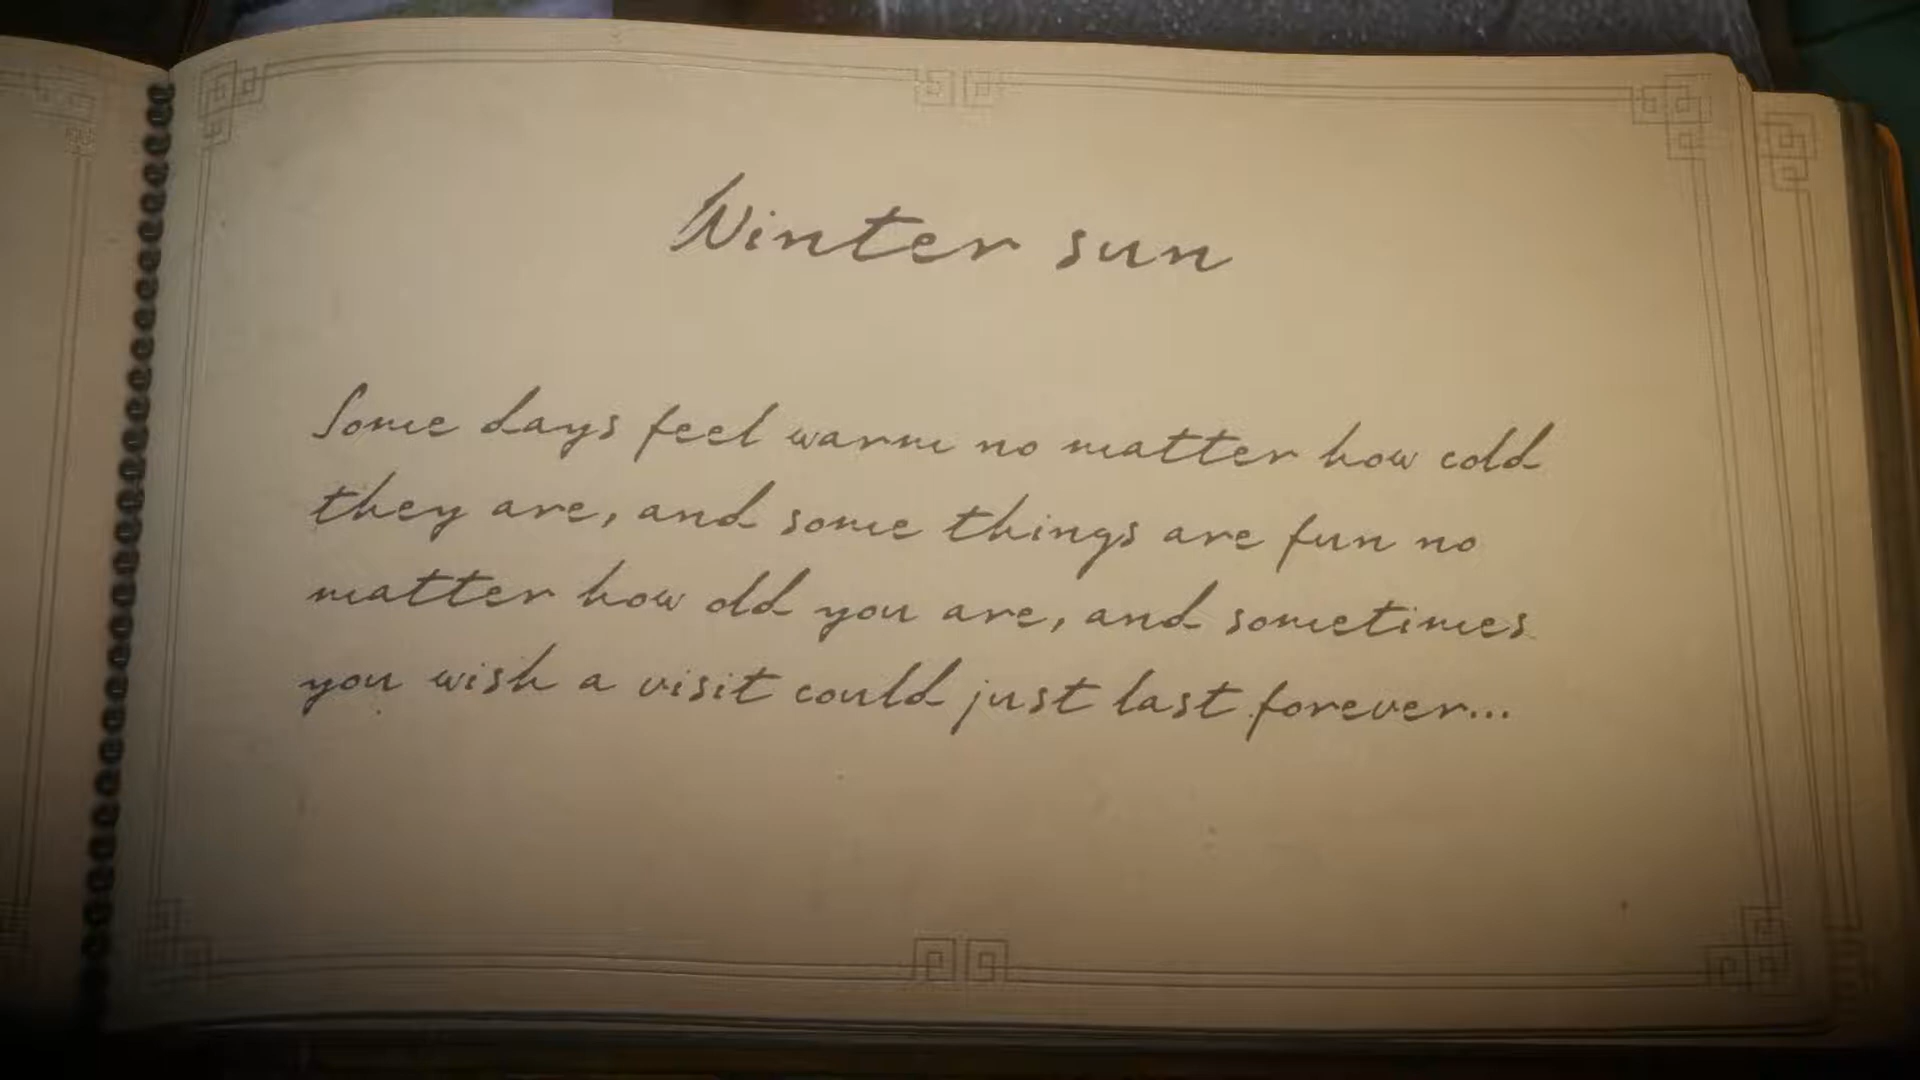 Winter sun
Some days feel warm no matter how cold
they are, and some things are fun no
matter how old you are, and sometimes
you wish a visit could just last forever...